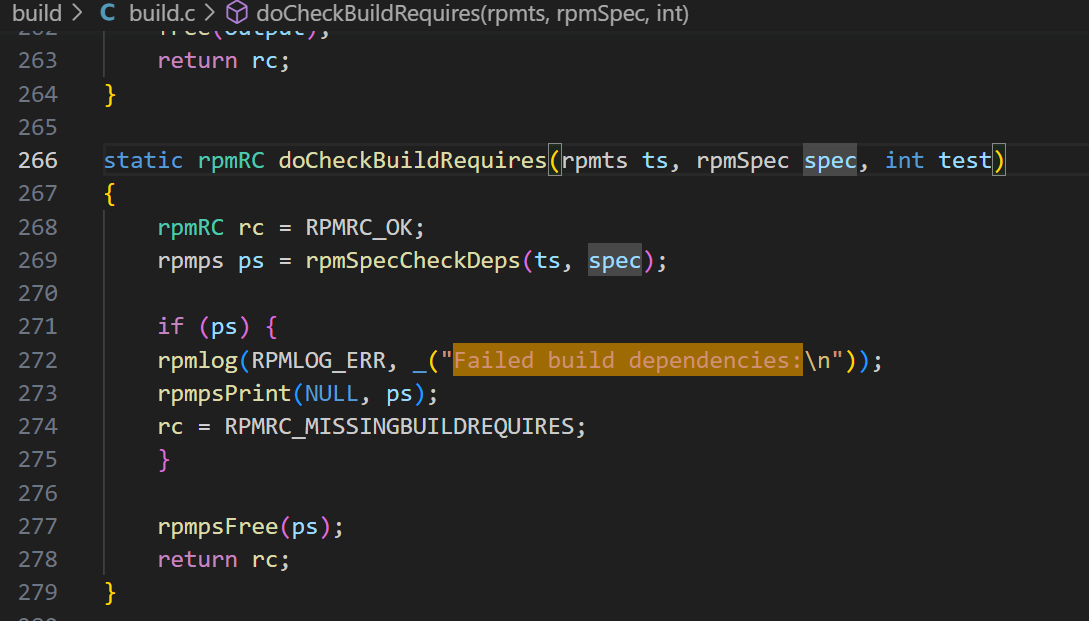 build > C build.c > doCheckBuildRequires(rpmts, rpmSpec, int)
263 return rc;
264 }
265
266 static rpmRC doCheckBuildRequires(rpmts ts, rpmSpec spec, int test)
267 {
268 rpmRC rc = RPMRC_OK;
269 rpmps ps = rpmSpecCheckDeps(ts, spec);
270
271 if (ps) {
272 rpmlog(RPMLOG_ERR, _("Failed build dependencies:\n"));
273 rpmpsPrint(NULL, ps);
274 rc = RPMRC_MISSINGBUILDREQUIRES;
275 }
276
277 rpmpsFree(ps);
278 return rc;
279 }